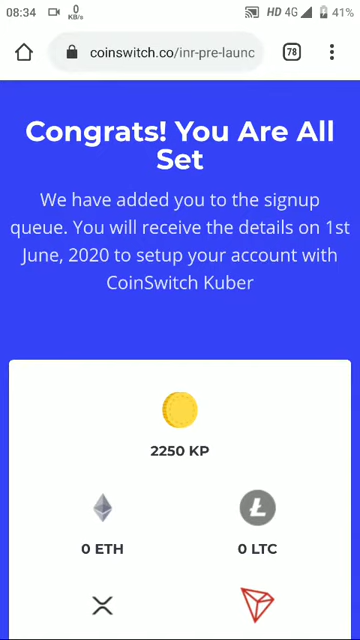 08:34 0 KB/s HD 4G 41%
coinswitch.co/inr-pre-launc 78
Congrats! You Are All
Set
We have added you to the signup
queue. You will receive the details on 1st
June, 2020 to setup your account with
CoinSwitch Kuber
2250 KP
0 ETH 0 LTC